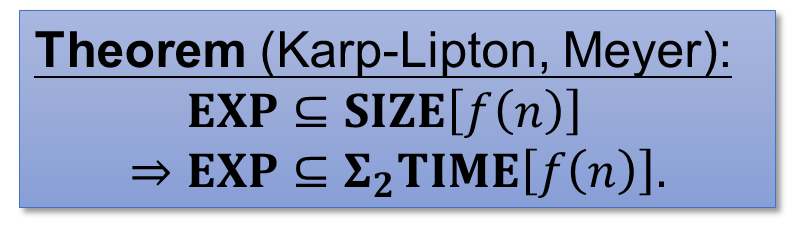 Theorem (Karp-Lipton, Meyer):
EXP ⊆ SIZE[f(n)]
⇒ EXP ⊆ Σ₂TIME[f(n)].